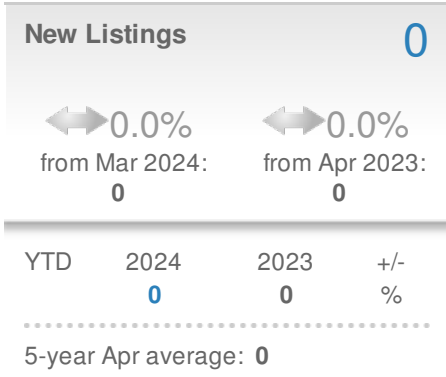 New Listings 0
0.0% 0.0%
from Mar 2024: from Apr 2023:
0 0
YTD 2024 2023 +/-
0 0 %
5-year Apr average: 0